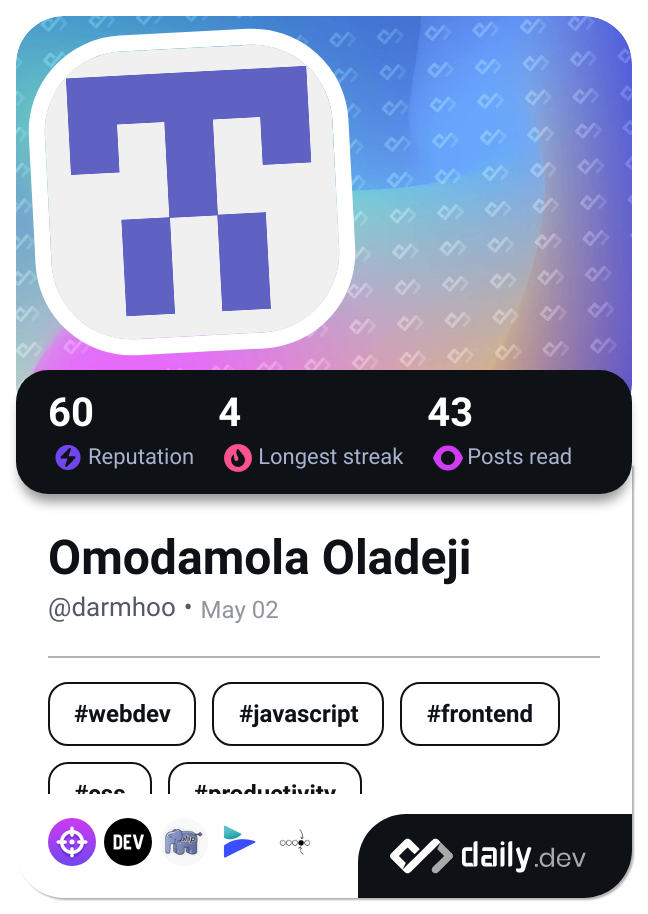 60 4 43
Reputation Longest streak Posts read
Omodamola Oladeji
@darmhoo • May 02
#webdev #javascript #frontend
#css #productivity
DEV php daily.dev